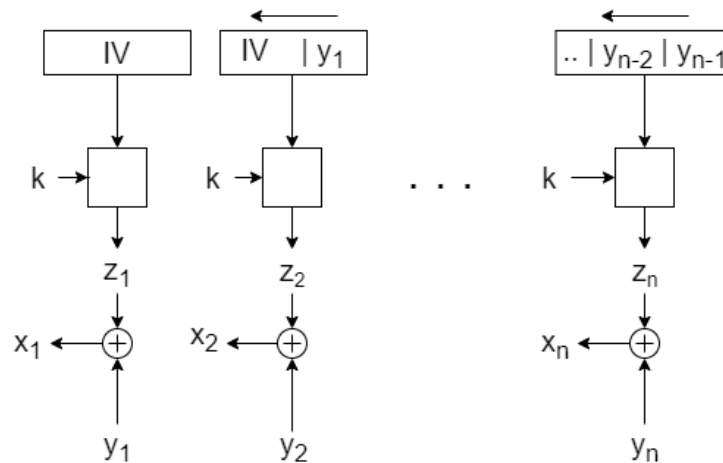 IV IV | y₁ .. | yₙ₋₂ | yₙ₋₁
k k . . . k
z₁ z₂ zₙ
x₁ + x₂ + xₙ +
y₁ y₂ yₙ